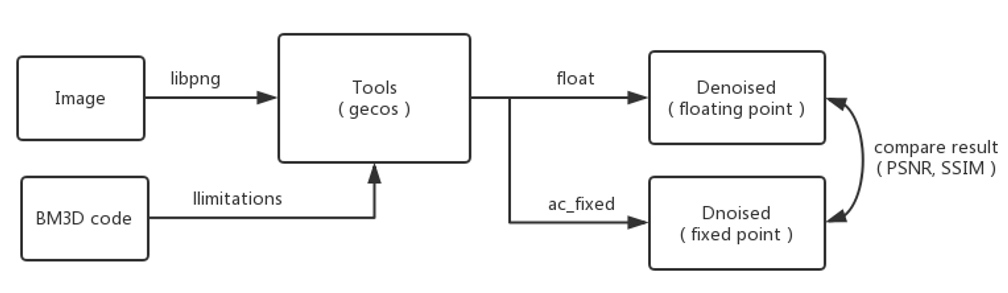 Image
libpng
Tools
( gecos )
float
Denoised
( floating point )
compare result
( PSNR, SSIM )
BM3D code
llimitations
ac_fixed
Dnoised
( fixed point )